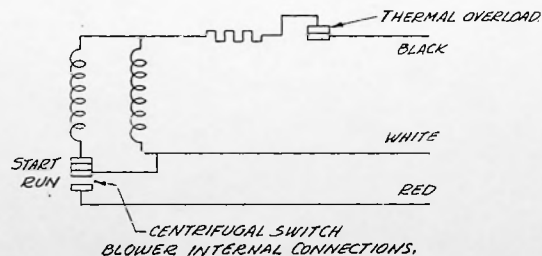 THERMAL OVERLOAD
BLACK
WHITE
START
RUN
RED
CENTRIFUGAL SWITCH
BLOWER INTERNAL CONNECTIONS.